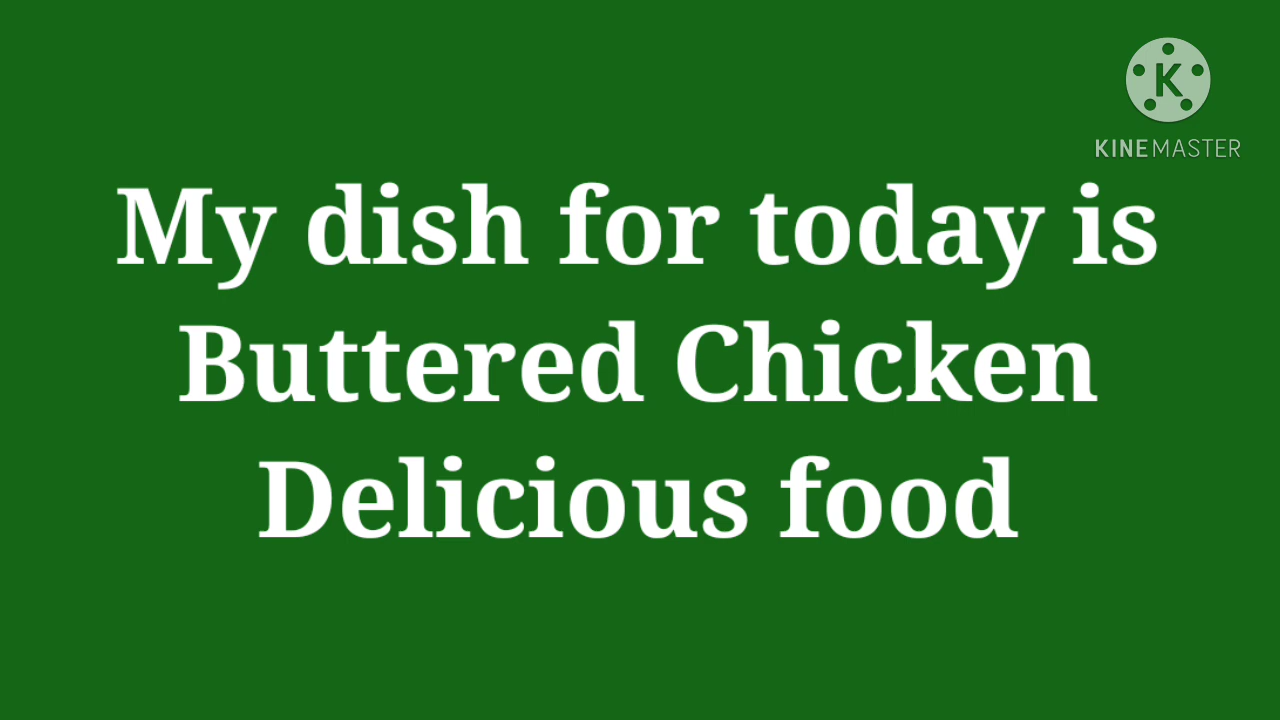 K
KINEMASTER
My dish for today is
Buttered Chicken
Delicious food